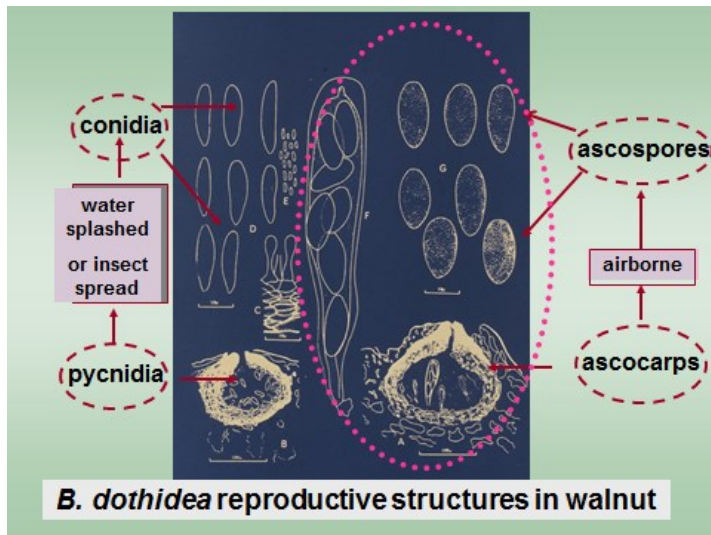 conidia
water
splashed
or insect
spread
pycnidia
D
E
C
B
F
G
A
ascospores
airborne
ascocarps
B. dothidea reproductive structures in walnut